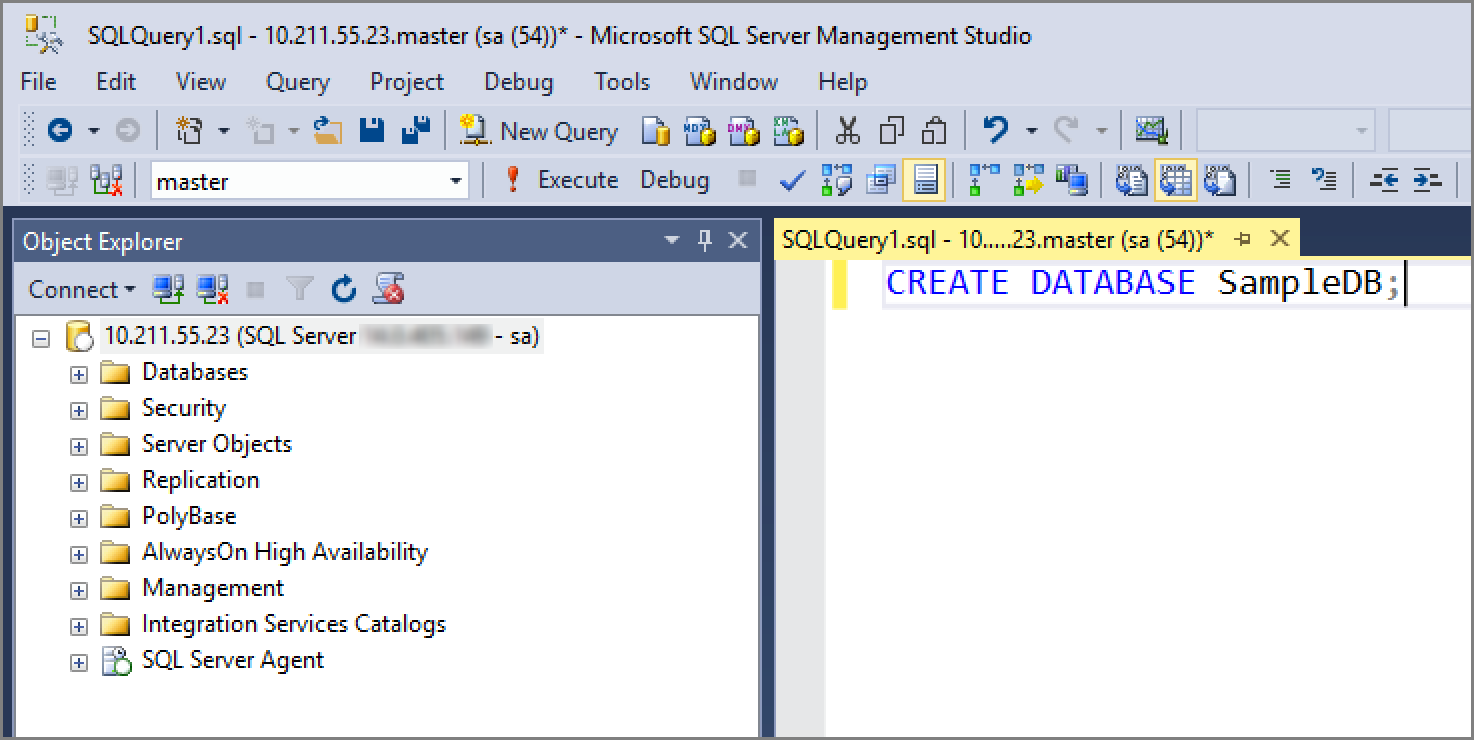 SQLQuery1.sql - 10.211.55.23.master (sa (54))* - Microsoft SQL Server Management Studio
File Edit View Query Project Debug Tools Window Help
New Query
master Execute Debug
Object Explorer
Connect
10.211.55.23 (SQL Server - sa)
Databases
Security
Server Objects
Replication
PolyBase
AlwaysOn High Availability
Management
Integration Services Catalogs
SQL Server Agent
SQLQuery1.sql - 10.....23.master (sa (54))*
CREATE DATABASE SampleDB;